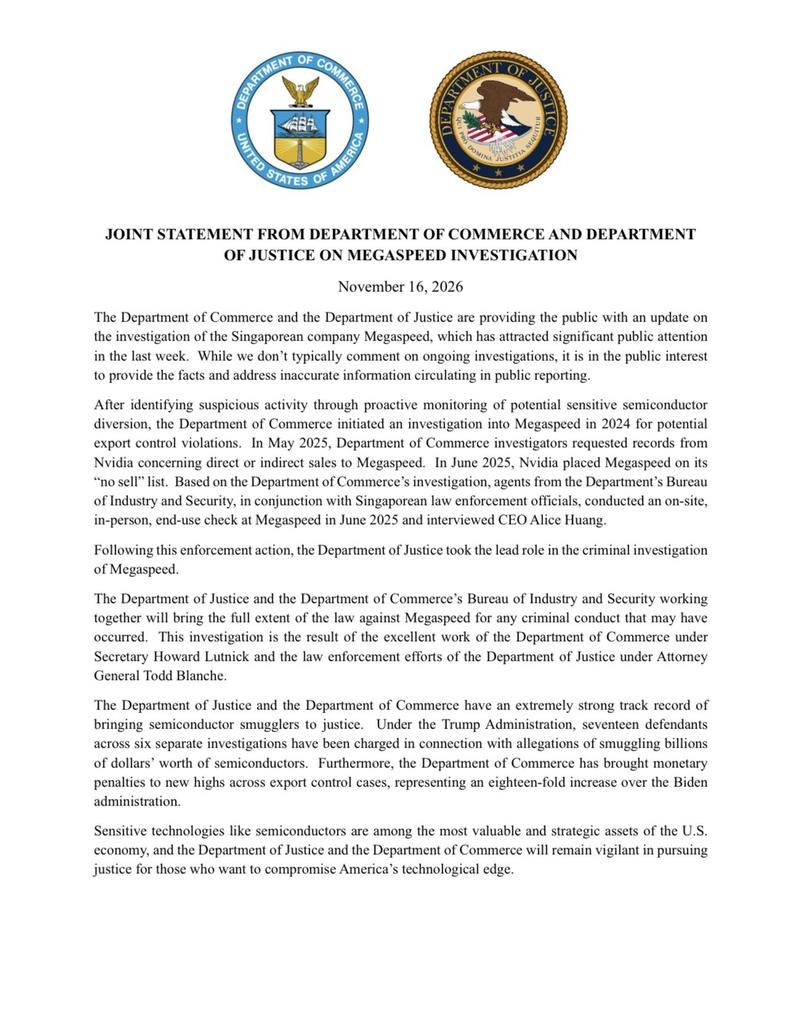 DEPARTMENT OF COMMERCE
UNITED STATES OF AMERICA
DEPARTMENT OF JUSTICE
QUI PRO DOMINA JUSTITIA SEQUITUR
JOINT STATEMENT FROM DEPARTMENT OF COMMERCE AND DEPARTMENT
OF JUSTICE ON MEGASPEED INVESTIGATION
November 16, 2026
The Department of Commerce and the Department of Justice are providing the public with an update on
the investigation of the Singaporean company Megaspeed, which has attracted significant public attention
in the last week. While we don’t typically comment on ongoing investigations, it is in the public interest
to provide the facts and address inaccurate information circulating in public reporting.
After identifying suspicious activity through proactive monitoring of potential sensitive semiconductor
diversion, the Department of Commerce initiated an investigation into Megaspeed in 2024 for potential
export control violations. In May 2025, Department of Commerce investigators requested records from
Nvidia concerning direct or indirect sales to Megaspeed. In June 2025, Nvidia placed Megaspeed on its
“no sell” list. Based on the Department of Commerce’s investigation, agents from the Department’s Bureau
of Industry and Security, in conjunction with Singaporean law enforcement officials, conducted an on-site,
in-person, end-use check at Megaspeed in June 2025 and interviewed CEO Alice Huang.
Following this enforcement action, the Department of Justice took the lead role in the criminal investigation
of Megaspeed.
The Department of Justice and the Department of Commerce’s Bureau of Industry and Security working
together will bring the full extent of the law against Megaspeed for any criminal conduct that may have
occurred. This investigation is the result of the excellent work of the Department of Commerce under
Secretary Howard Lutnick and the law enforcement efforts of the Department of Justice under Attorney
General Todd Blanche.
The Department of Justice and the Department of Commerce have an extremely strong track record of
bringing semiconductor smugglers to justice. Under the Trump Administration, seventeen defendants
across six separate investigations have been charged in connection with allegations of smuggling billions
of dollars’ worth of semiconductors. Furthermore, the Department of Commerce has brought monetary
penalties to new highs across export control cases, representing an eighteen-fold increase over the Biden
administration.
Sensitive technologies like semiconductors are among the most valuable and strategic assets of the U.S.
economy, and the Department of Justice and the Department of Commerce will remain vigilant in pursuing
justice for those who want to compromise America’s technological edge.